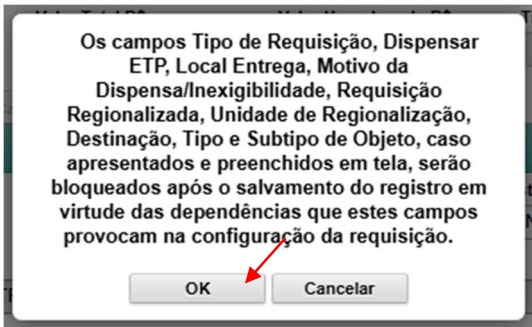 Os campos Tipo de Requisição, Dispensar
ETP, Local Entrega, Motivo da
Dispensa/Inexigibilidade, Requisição
Regionalizada, Unidade de Regionalização,
Destinação, Tipo e Subtipo de Objeto, caso
apresentados e preenchidos em tela, serão
bloqueados após o salvamento do registro em
virtude das dependências que estes campos
provocam na configuração da requisição.
OK Cancelar